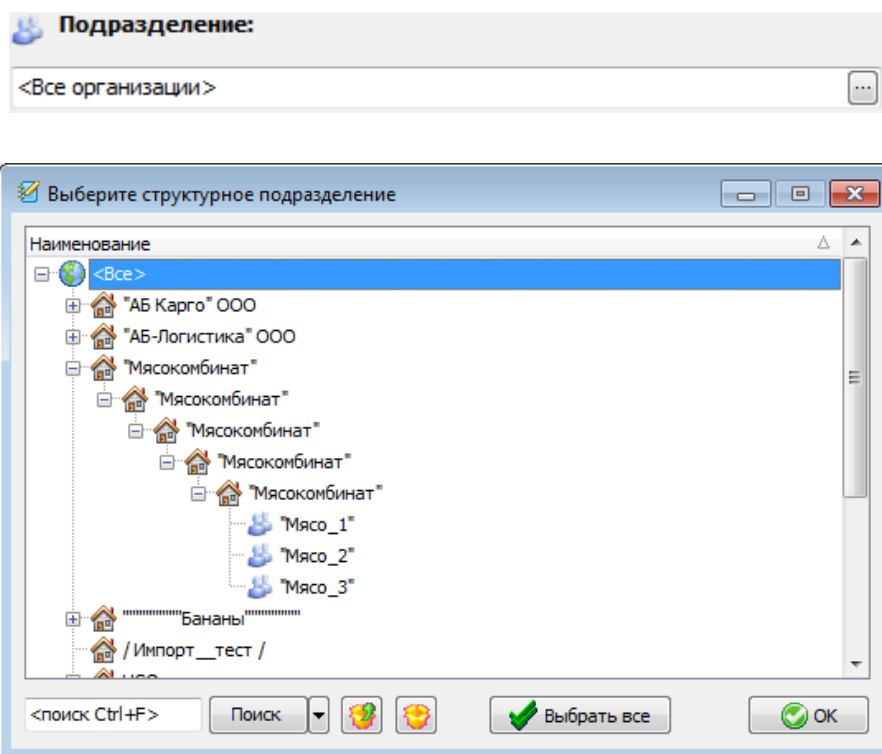 Подразделение:
<Все организации>
...
Выберите структурное подразделение
Наименование
<Все>
"АБ Карго" ООО
"АБ-Логистика" ООО
"Мясокомбинат"
"Мясокомбинат"
"Мясокомбинат"
"Мясокомбинат"
"Мясокомбинат"
"Мясо_1"
"Мясо_2"
"Мясо_3"
"""""""""Бананы"""""""""
/ Импорт__тест /
<поиск Ctrl+F>
Поиск
Выбрать все
ОК